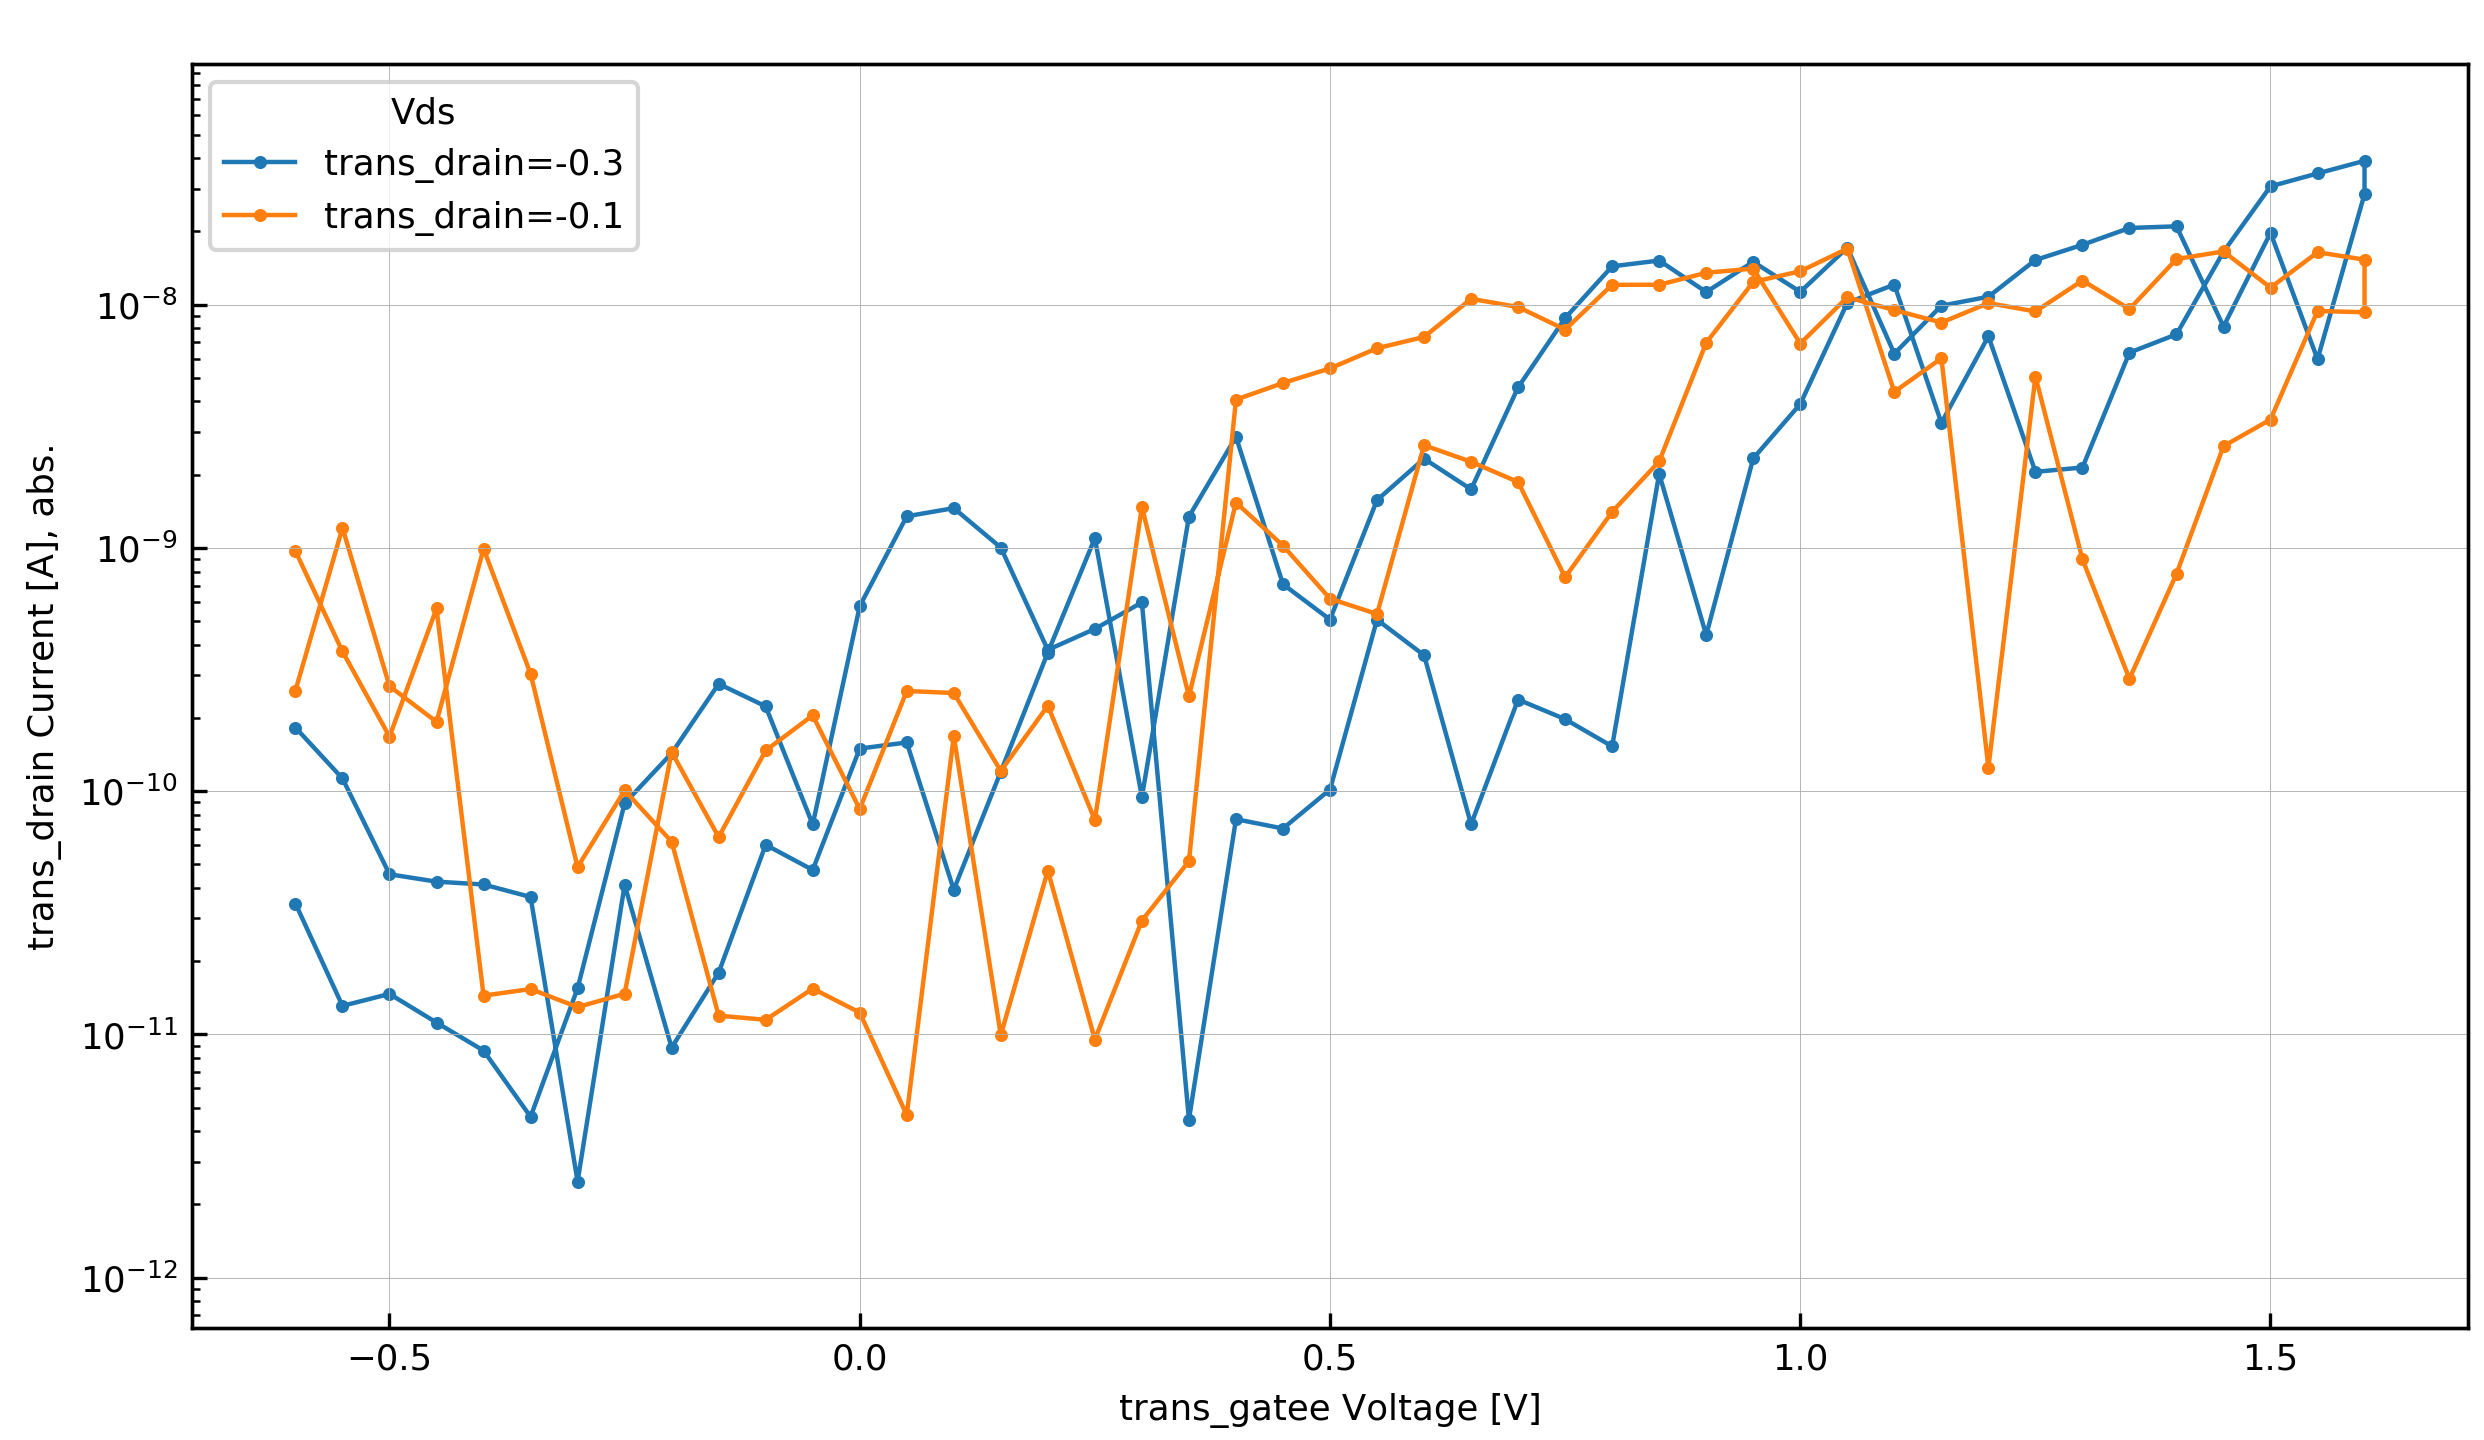 Vds
trans_drain=-0.3
trans_drain=-0.1
trans_drain Current [A], abs.
10⁻⁸
10⁻⁹
10⁻¹⁰
10⁻¹¹
10⁻¹²
−0.5 0.0 0.5 1.0 1.5
trans_gatee Voltage [V]